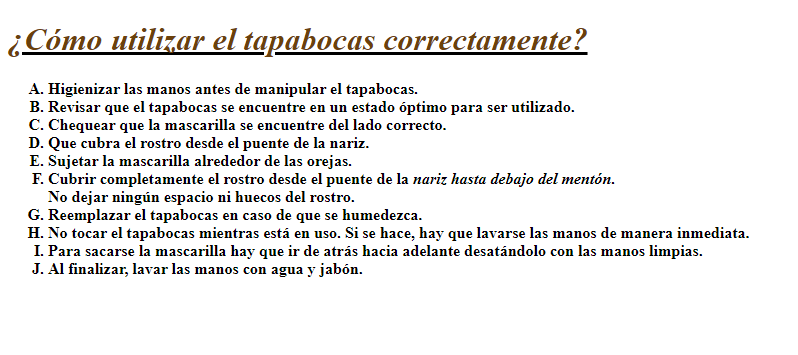 ¿Cómo utilizar el tapabocas correctamente?
A. Higienizar las manos antes de manipular el tapabocas.
B. Revisar que el tapabocas se encuentre en un estado óptimo para ser utilizado.
C. Chequear que la mascarilla se encuentre del lado correcto.
D. Que cubra el rostro desde el puente de la nariz.
E. Sujetar la mascarilla alrededor de las orejas.
F. Cubrir completamente el rostro desde el puente de la nariz hasta debajo del mentón.
No dejar ningún espacio ni huecos del rostro.
G. Reemplazar el tapabocas en caso de que se humedezca.
H. No tocar el tapabocas mientras está en uso. Si se hace, hay que lavarse las manos de manera inmediata.
I. Para sacarse la mascarilla hay que ir de atrás hacia adelante desatándolo con las manos limpias.
J. Al finalizar, lavar las manos con agua y jabón.